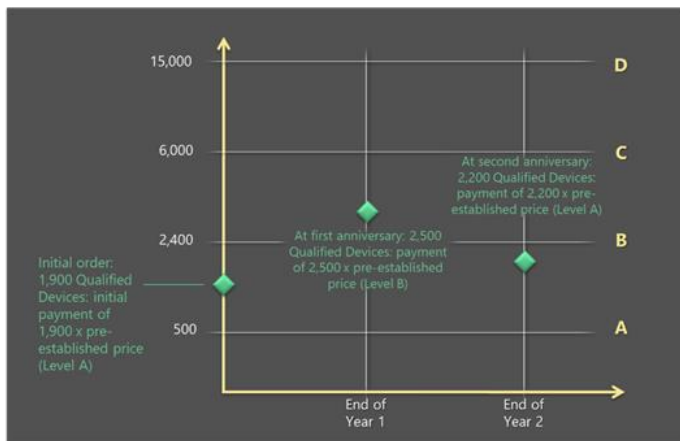 15,000
D
6,000
C
At second anniversary:
2,200 Qualified Devices:
payment of 2,200 x pre-
established price (Level A)
2,400
B
At first anniversary: 2,500
Qualified Devices: payment
of 2,500 x pre-established
price (Level B)
Initial order:
1,900 Qualified
Devices: initial
payment of
1,900 x pre-
established price
(Level A)
500
A
End of
Year 1
End of
Year 2